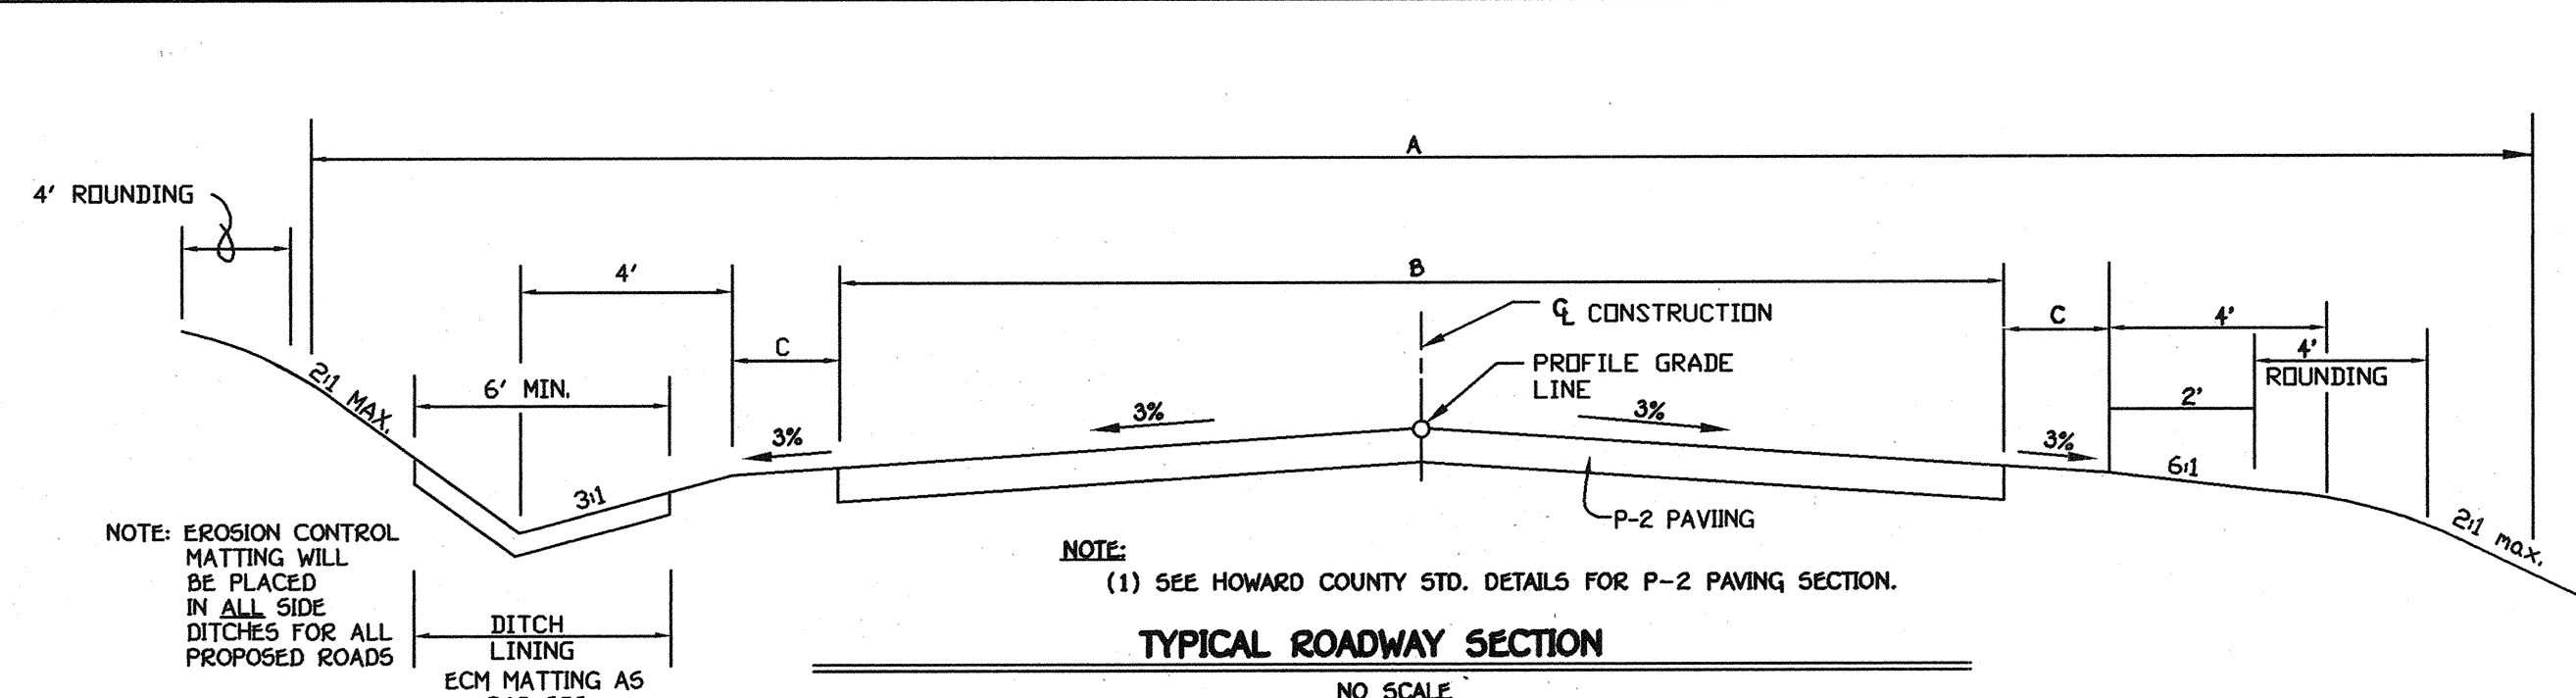 A
4' ROUNDING
4'
B
℄ CONSTRUCTION
C
4'
C
PROFILE GRADE
LINE
4'
ROUNDING
2:1 MAX.
6' MIN.
2'
3%
3%
3%
3%
6:1
3:1
2:1 max.
P-2 PAVIING
NOTE: EROSION CONTROL
MATTING WILL
BE PLACED
IN ALL SIDE
DITCHES FOR ALL
PROPOSED ROADS
NOTE:
(1) SEE HOWARD COUNTY STD. DETAILS FOR P-2 PAVING SECTION.
DITCH
LINING
ECM MATTING AS
TYPICAL ROADWAY SECTION
NO SCALE